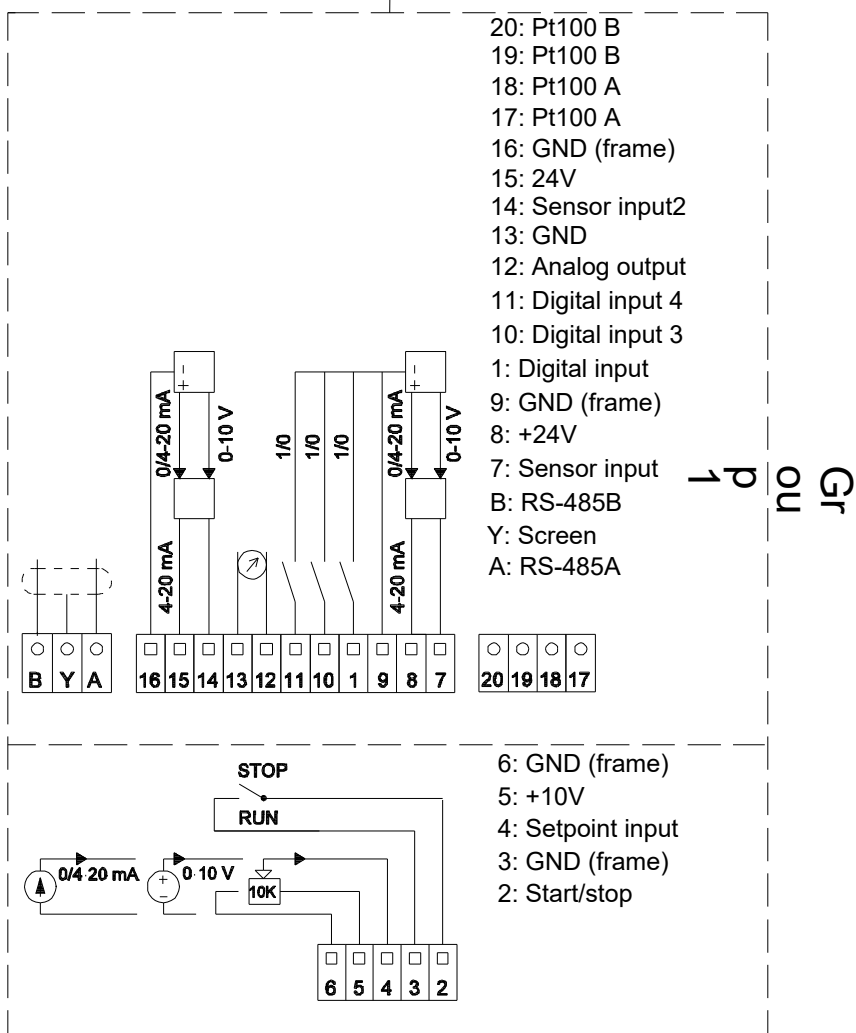 20: Pt100 B
19: Pt100 B
18: Pt100 A
17: Pt100 A
16: GND (frame)
15: 24V
14: Sensor input2
13: GND
12: Analog output
11: Digital input 4
10: Digital input 3
1: Digital input
9: GND (frame)
8: +24V
7: Sensor input
B: RS-485B
Y: Screen
A: RS-485A
Gr
ou
p
1
- +
0/4-20 mA
0-10 V
1/0
1/0
1/0
- +
0/4-20 mA
0-10 V
4-20 mA
4-20 mA
B Y A
16 15 14 13 12 11 10 1 9 8 7
20 19 18 17
STOP
RUN
0/4-20 mA
+ -
0-10 V
10K
6 5 4 3 2
6: GND (frame)
5: +10V
4: Setpoint input
3: GND (frame)
2: Start/stop